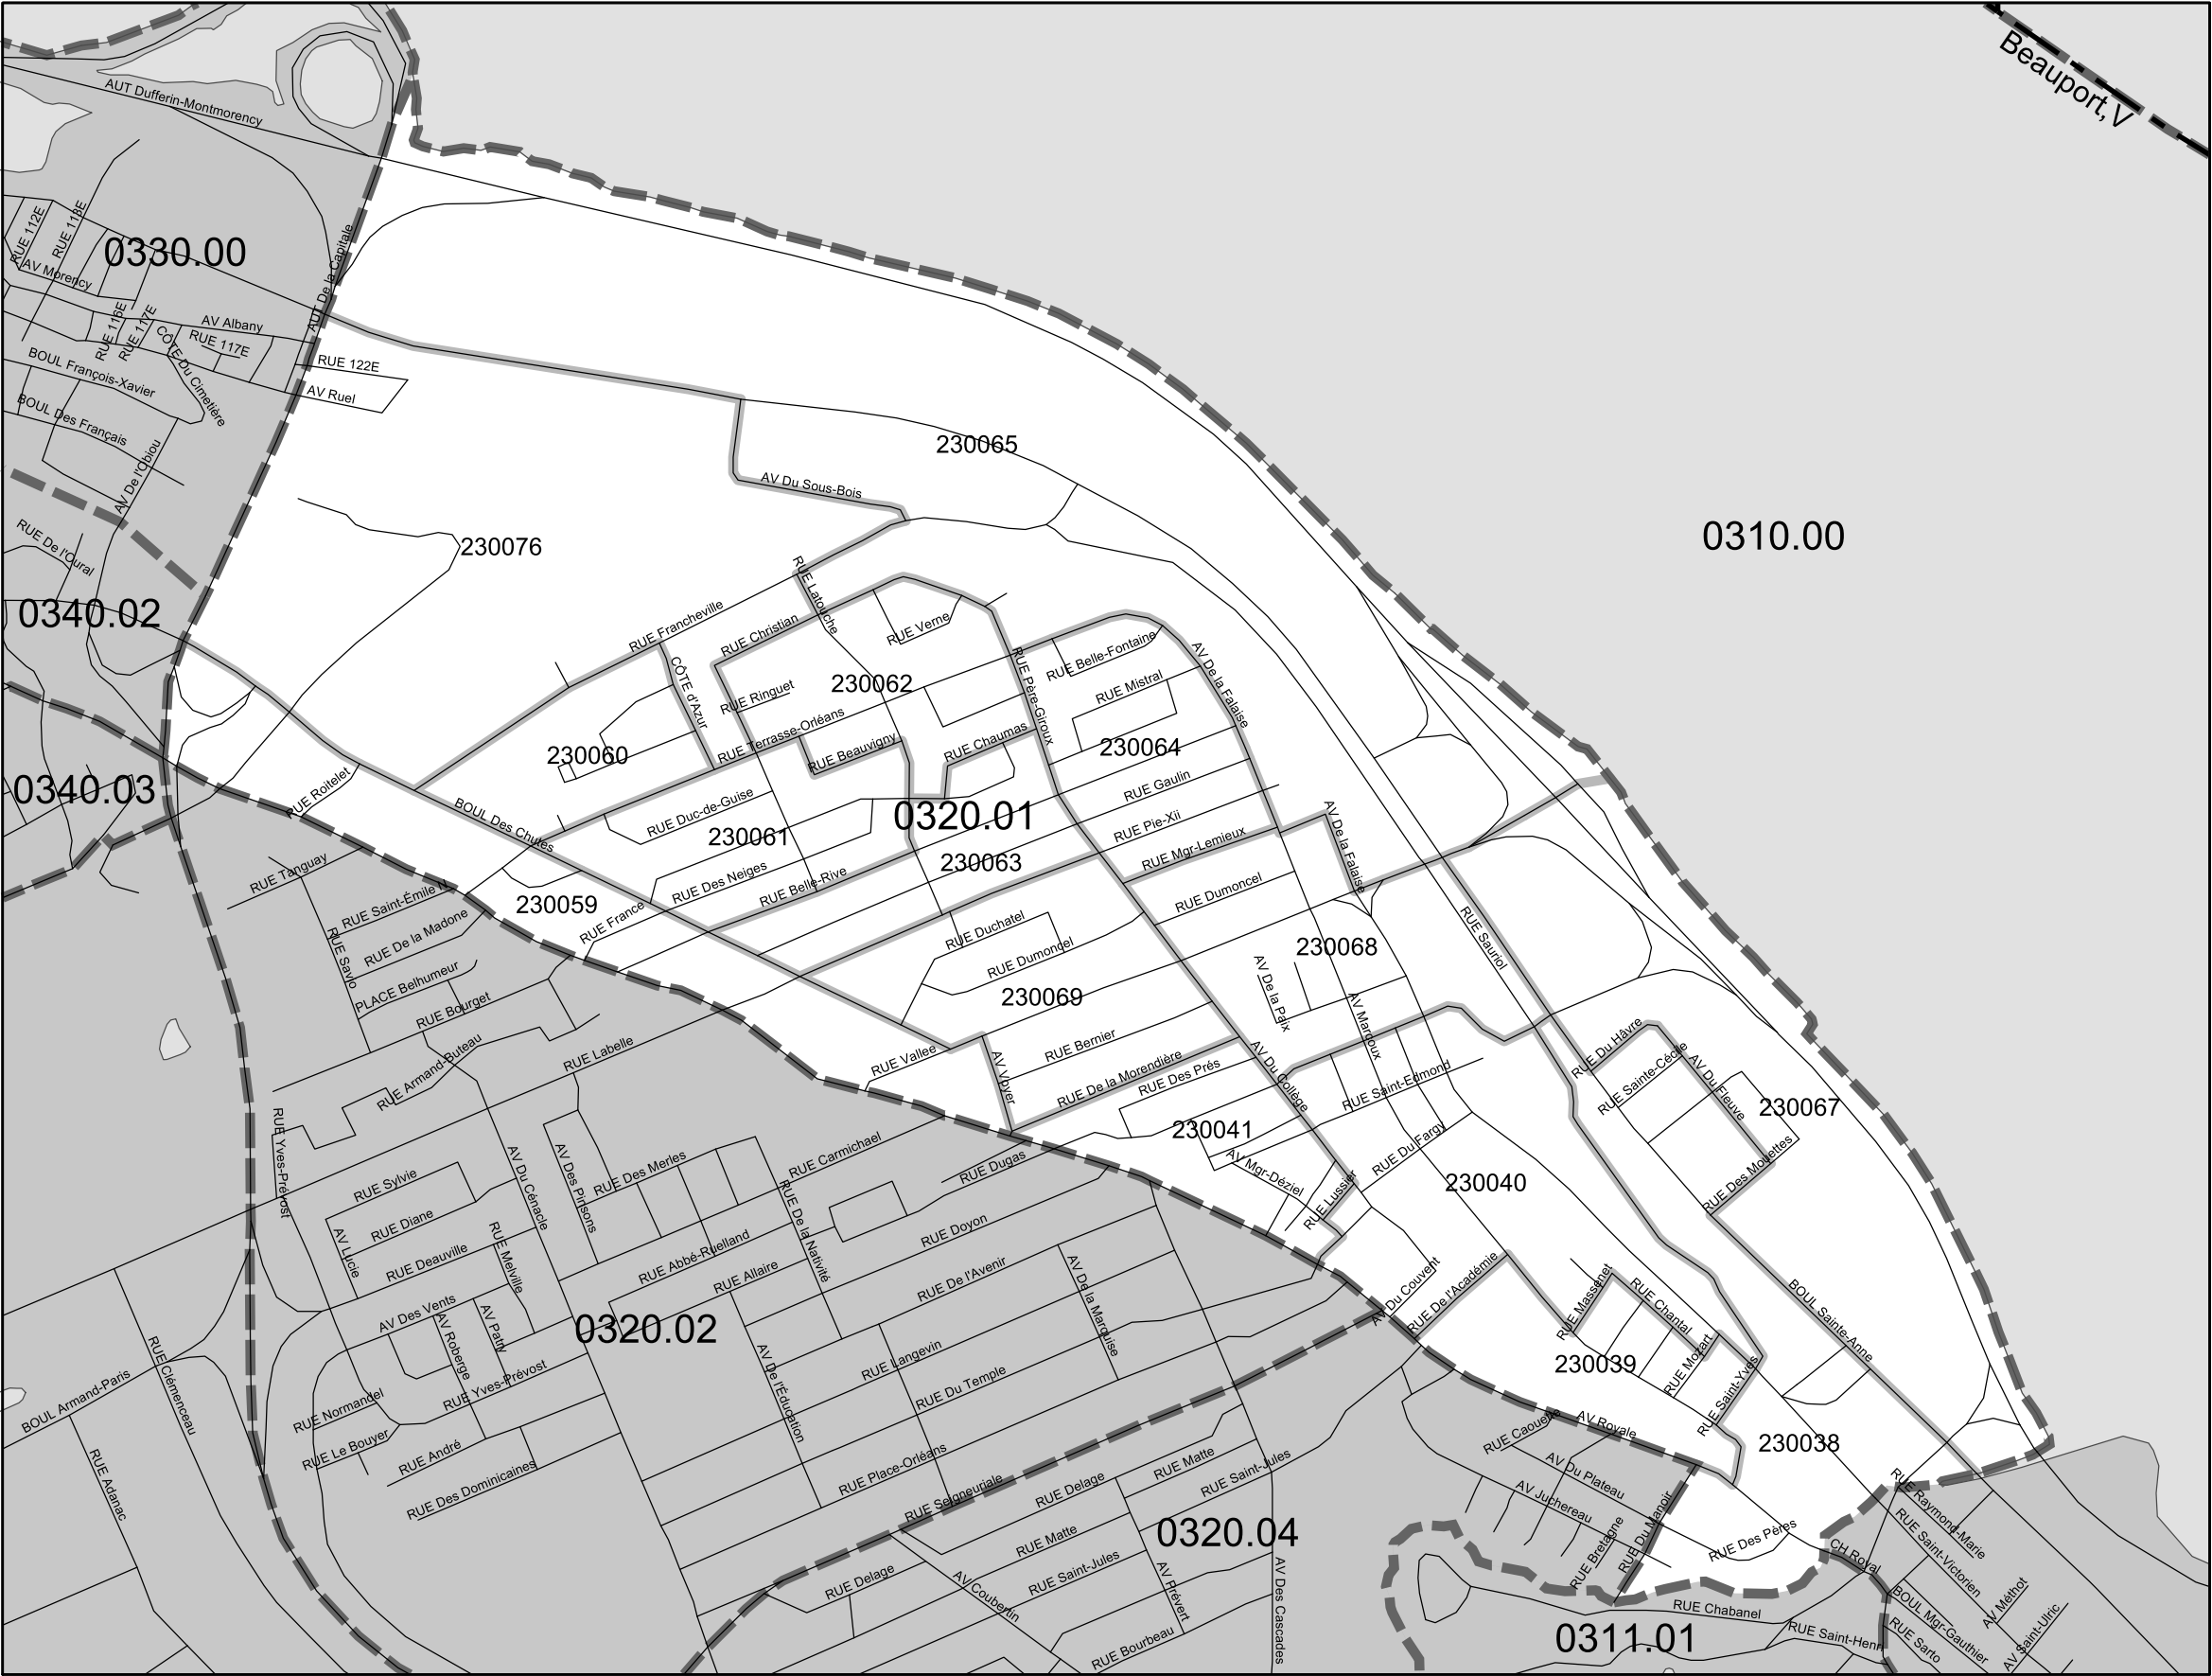 Beauport,V
AUT Dufferin-Montmorency
RUE 112E
RUE 113E
0330.00
AV Morency
AUT De la Capitale
RUE 116E
RUE 117E
AV Albany
RUE 117E
CÔTE Du Cimetière
RUE 122E
AV Ruel
BOUL François-Xavier
BOUL Des Français
AV De l'Obiou
230065
AV Du Sous-Bois
RUE De l'Oural
230076
0310.00
0340.02
RUE Latouche
RUE Francheville
RUE Christian
RUE Verne
CÔTE d'Azur
RUE Belle-Fontaine
AV De la Falaise
RUE Père-Giroux
RUE Mistral
230062
RUE Ringuet
RUE Terrasse-Orléans
230060
RUE Beauvigny
RUE Chaumas
230064
0340.03
RUE Roitelet
BOUL Des Chutes
RUE Duc-de-Guise
RUE Gaulin
0320.01
230061
RUE Pie-Xii
AV De la Falaise
RUE Mgr-Lemieux
230063
RUE Tanguay
RUE Des Neiges
RUE Belle-Rive
RUE Dumoncel
RUE Saint-Émile N
230059
RUE France
RUE De la Madone
RUE Savio
RUE Duchatel
RUE Dumoncel
230068
RUE Sauriol
PLACE Belhumeur
RUE Bourget
230069
AV De la Paix
AV Margoux
RUE Armand-Buteau
RUE Labelle
RUE Vallee
RUE Bernier
AV Voyer
RUE De la Morendière
AV Du Collège
RUE Des Prés
RUE Saint-Edmond
RUE Du Hâvre
RUE Sainte-Cécile
AV Du Fleuve
230067
RUE Yves-Prévost
230041
RUE Carmichael
RUE Du Fargy
AV Du Cénacle
AV Des Pinsons
RUE Des Merles
RUE Dugas
AV Mgr-Déziel
RUE Lussier
230040
RUE Des Mouettes
RUE Sylvie
RUE Diane
AV Lucie
RUE De la Nativité
RUE Doyon
RUE Deauville
RUE Melville
RUE Abbé-Ruelland
RUE Allaire
RUE De l'Avenir
AV De la Marquise
AV Du Couvent
RUE De l'Académie
RUE Massenet
RUE Chantal
BOUL Sainte-Anne
AV Des Vents
AV Patry
AV Roberge
0320.02
RUE Clémenceau
RUE Mozart
230039
RUE Saint-Yves
AV De l'Éducation
RUE Langevin
RUE Du Temple
RUE Yves-Prévost
BOUL Armand-Paris
RUE Normandel
RUE Le Bouyer
RUE André
RUE Des Dominicaines
RUE Adanac
RUE Place-Orléans
RUE Seigneuriale
RUE Caouette
AV Royale
230038
AV Du Plateau
RUE Matte
RUE Saint-Jules
RUE Delage
AV Juchereau
RUE Raymond-Marie
0320.04
RUE Bretagne
RUE Du Manoir
RUE Matte
RUE Des Pères
RUE Saint-Victorien
CH Royal
RUE Delage
AV Coubertin
RUE Saint-Jules
AV Prévert
AV Des Cascades
RUE Bourbeau
AV Méthot
RUE Chabanel
0311.01
RUE Saint-Henri
BOUL Mgr-Gauthier
RUE Sarto
AV Saint-Ulric